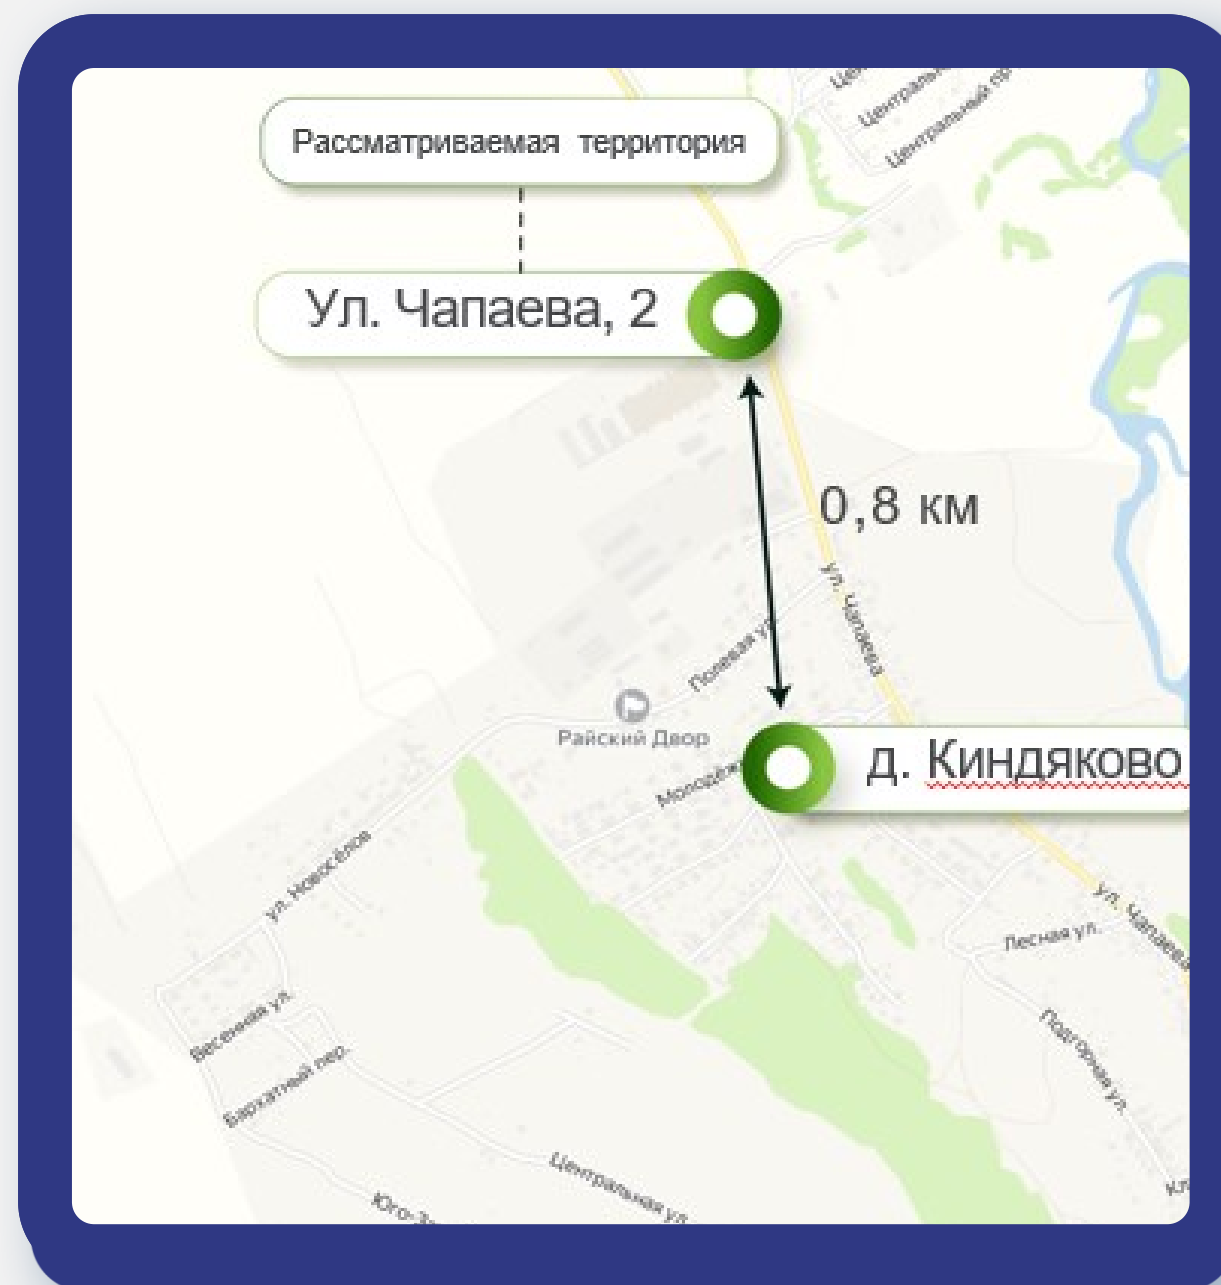 Центральный
Рассматриваемая территория
Ул. Чапаева, 2
0,8 км
ул. Чапаева
Полевая ул.
Райский Двор
д. Киндяково
ул. Новосёлов
ул. Чапаева
Лесная ул.
Весенняя ул.
Подгорная ул.
Бархатный пер.
Центральная ул.